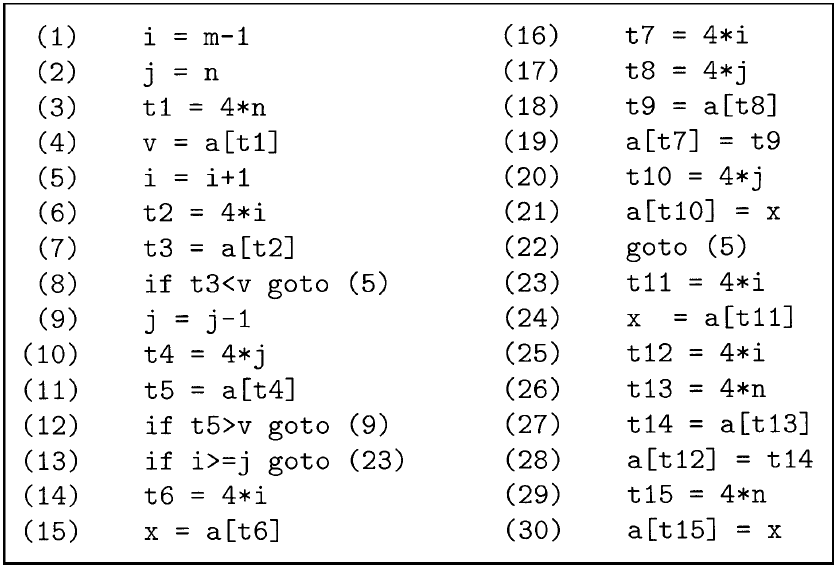 (1) i = m-1
(2) j = n
(3) t1 = 4*n
(4) v = a[t1]
(5) i = i+1
(6) t2 = 4*i
(7) t3 = a[t2]
(8) if t3<v goto (5)
(9) j = j-1
(10) t4 = 4*j
(11) t5 = a[t4]
(12) if t5>v goto (9)
(13) if i>=j goto (23)
(14) t6 = 4*i
(15) x = a[t6]
(16) t7 = 4*i
(17) t8 = 4*j
(18) t9 = a[t8]
(19) a[t7] = t9
(20) t10 = 4*j
(21) a[t10] = x
(22) goto (5)
(23) t11 = 4*i
(24) x = a[t11]
(25) t12 = 4*i
(26) t13 = 4*n
(27) t14 = a[t13]
(28) a[t12] = t14
(29) t15 = 4*n
(30) a[t15] = x